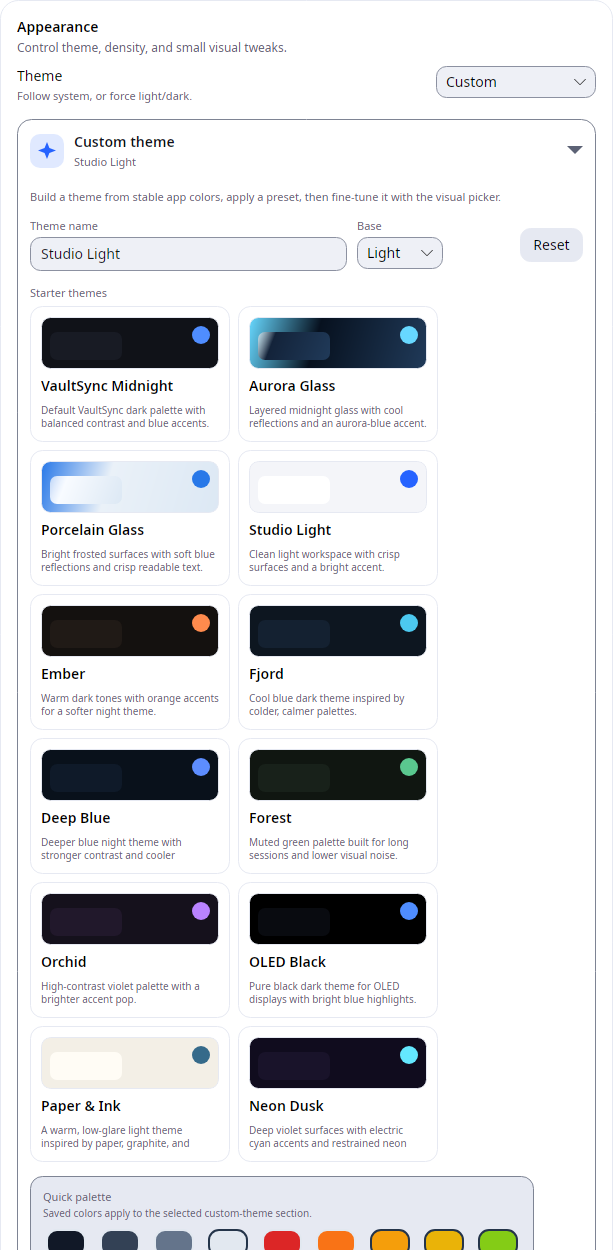 Appearance
Control theme, density, and small visual tweaks.
Theme
Custom
Follow system, or force light/dark.
Custom theme
Studio Light
Build a theme from stable app colors, apply a preset, then fine-tune it with the visual picker.
Theme name
Base
Studio Light
Light
Reset
Starter themes
VaultSync Midnight
Default VaultSync dark palette with
balanced contrast and blue accents.
Aurora Glass
Layered midnight glass with cool
reflections and an aurora-blue accent.
Porcelain Glass
Bright frosted surfaces with soft blue
reflections and crisp readable text.
Studio Light
Clean light workspace with crisp
surfaces and a bright accent.
Ember
Warm dark tones with orange accents
for a softer night theme.
Fjord
Cool blue dark theme inspired by
colder, calmer palettes.
Deep Blue
Deeper blue night theme with
stronger contrast and cooler
Forest
Muted green palette built for long
sessions and lower visual noise.
Orchid
High-contrast violet palette with a
brighter accent pop.
OLED Black
Pure black dark theme for OLED
displays with bright blue highlights.
Paper & Ink
A warm, low-glare light theme
inspired by paper, graphite, and
Neon Dusk
Deep violet surfaces with electric
cyan accents and restrained neon
Quick palette
Saved colors apply to the selected custom-theme section.